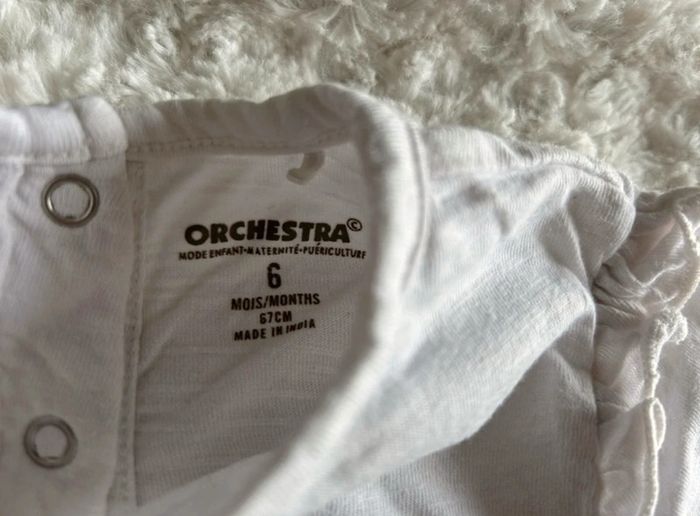 ORCHESTRA©
MODE ENFANT•MATERNITÉ•PUÉRICULTURE
6
MOIS/MONTHS
67CM
MADE IN INDIA